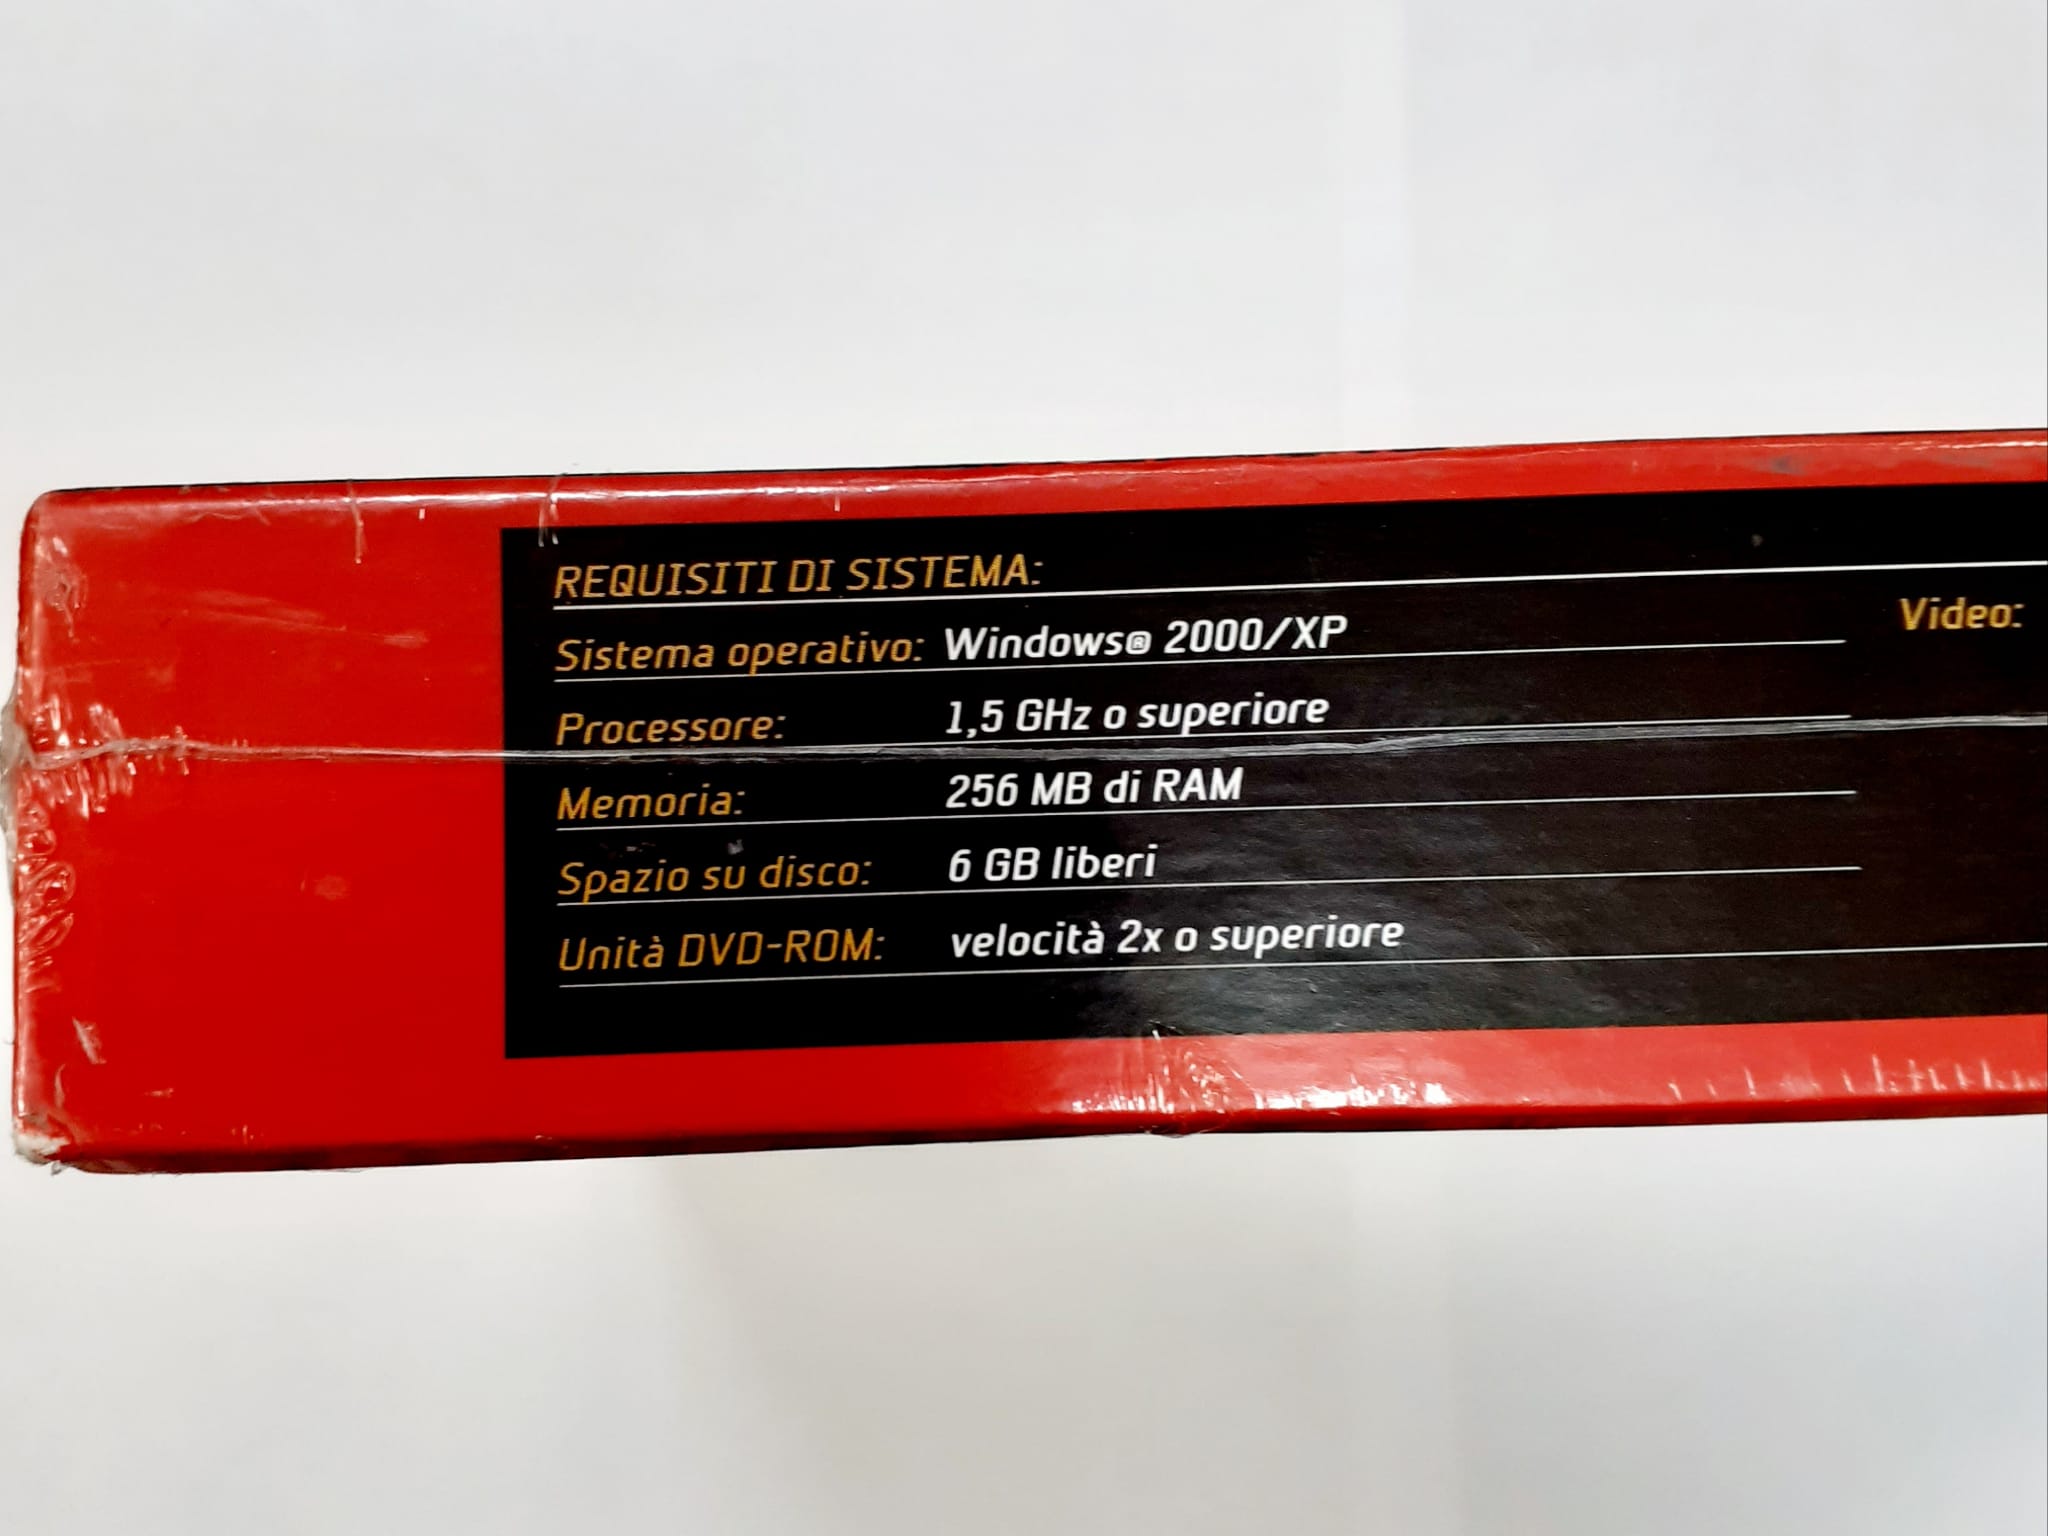 REQUISITI DI SISTEMA:
Sistema operativo: Windows® 2000/XP
Processore: 1,5 GHz o superiore
Memoria: 256 MB di RAM
Spazio su disco: 6 GB liberi
Unità DVD-ROM: velocità 2x o superiore
Video: